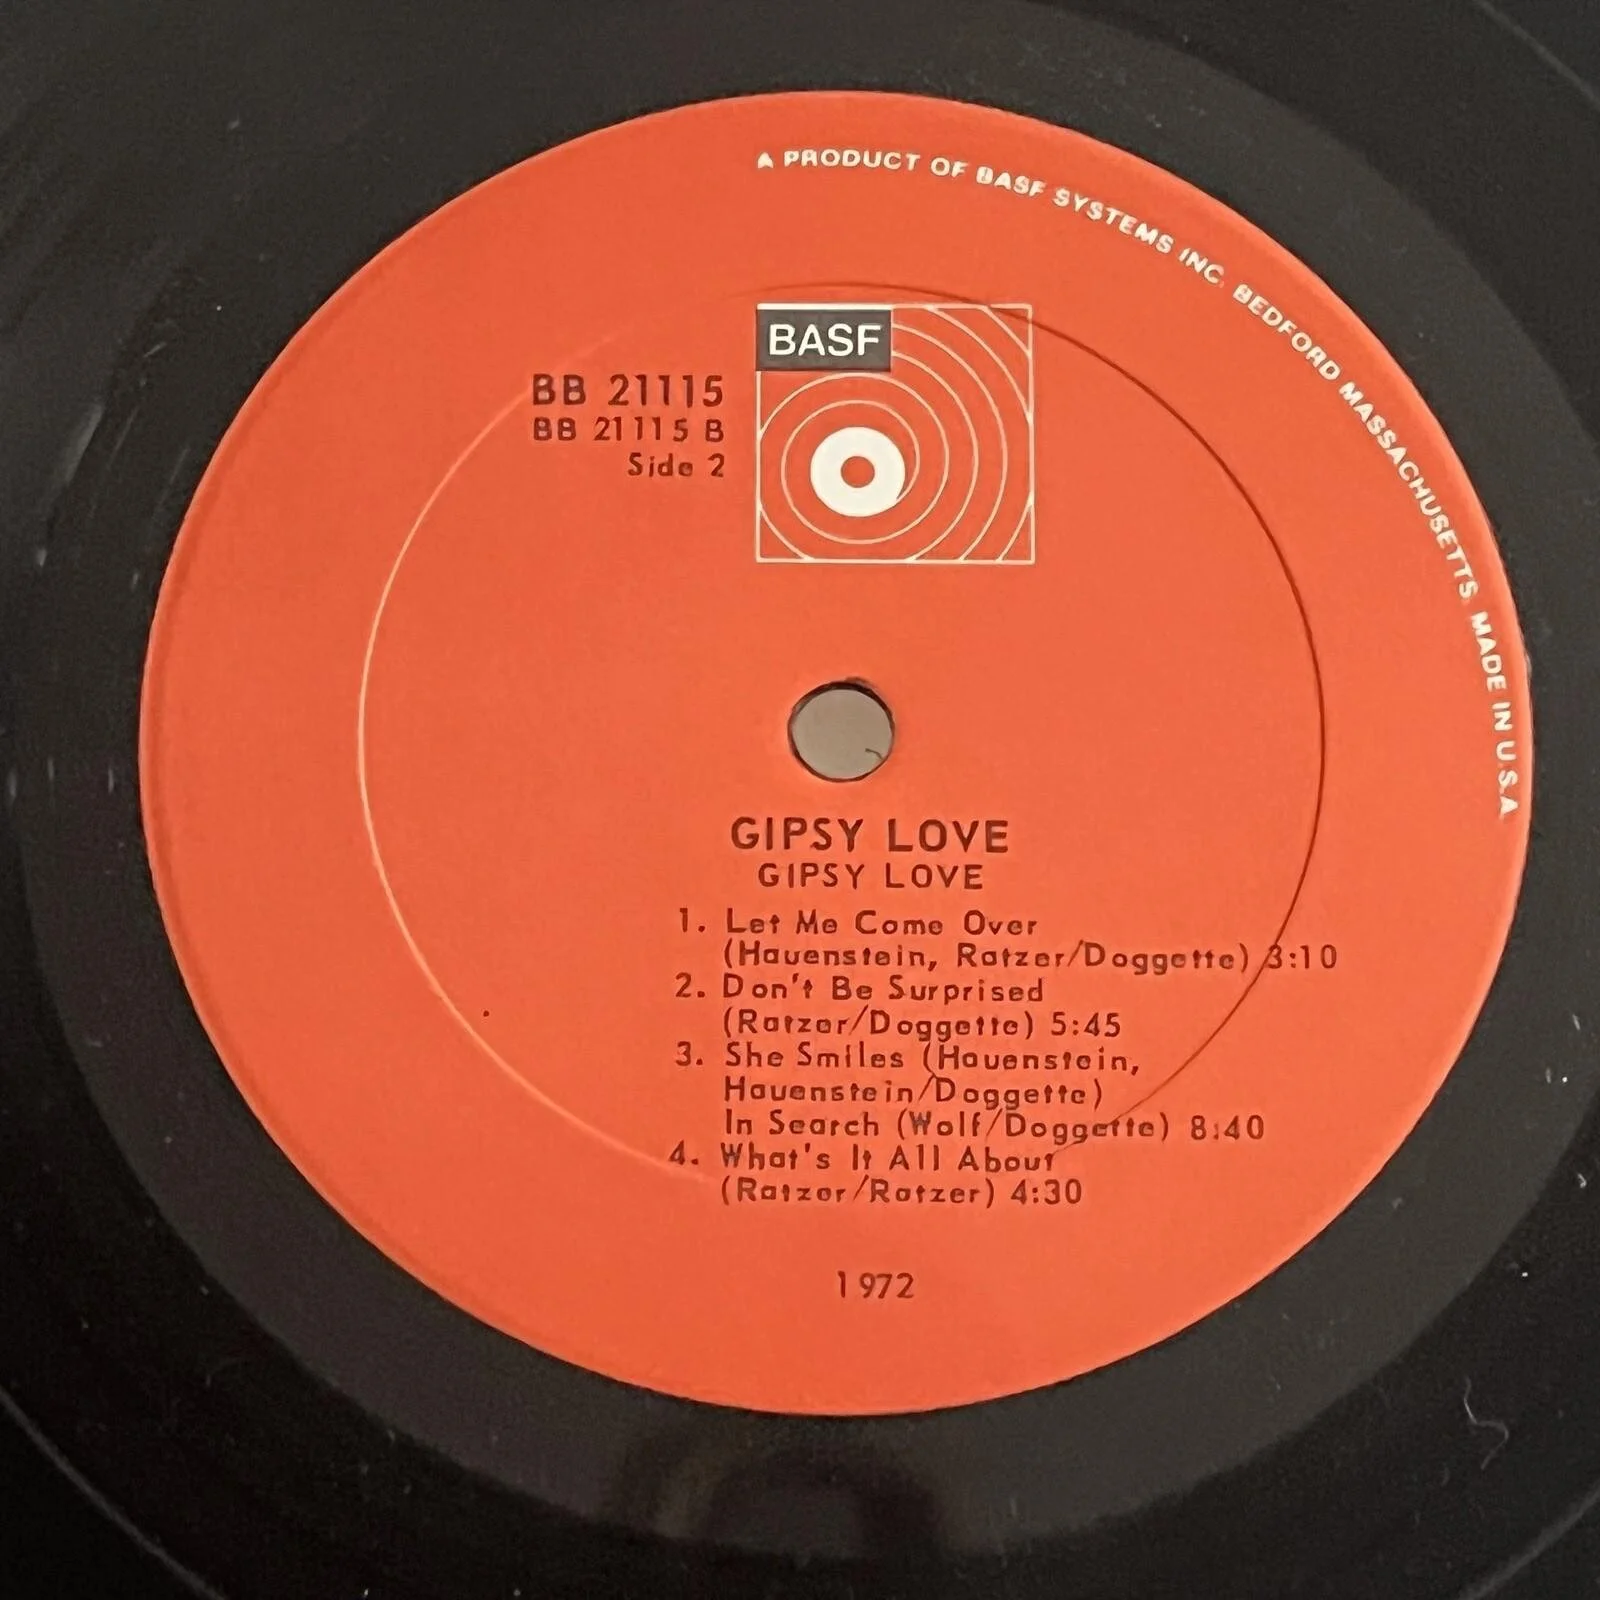 A PRODUCT OF BASF SYSTEMS INC. BEDFORD MASSACHUSETTS. MADE IN U.S.A
BASF
BB 21115
BB 21115 B
Side 2
GIPSY LOVE
GIPSY LOVE
1. Let Me Come Over
(Hauenstein, Ratzer/Doggette) 3:10
2. Don't Be Surprised
(Ratzer/Doggette) 5:45
3. She Smiles (Hauenstein,
Hauenstein/Doggette)
In Search (Wolf/Doggette) 8:40
4. What's It All About
(Ratzer/Ratzer) 4:30
1972